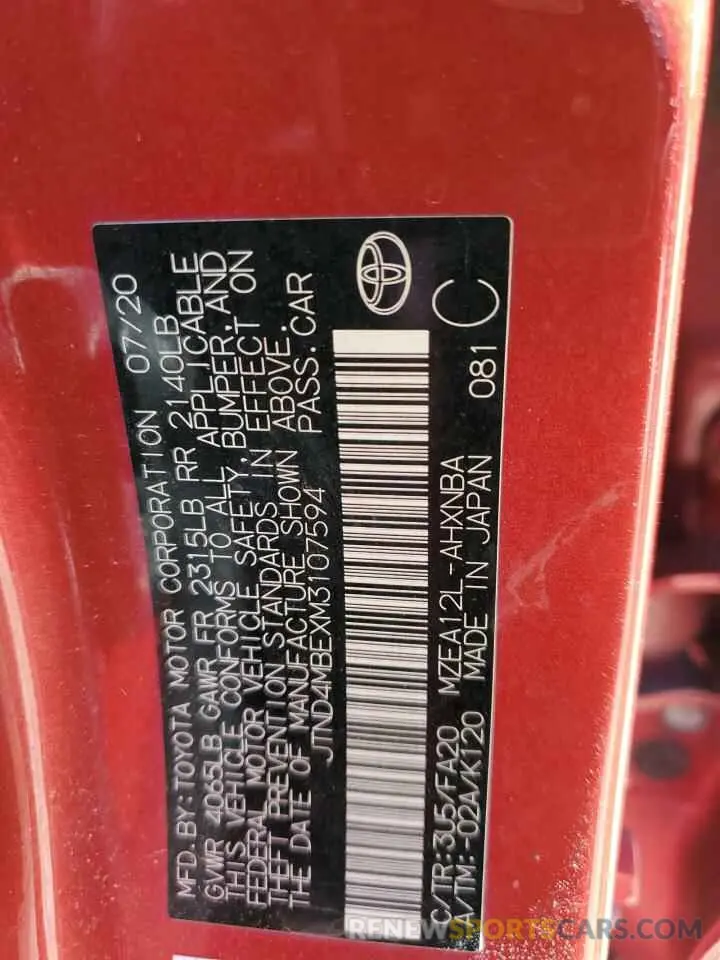 MFD.BY:TOYOTA MOTOR CORPORATION 07/20
GVWR 4065LB GAWR FR 2315LB RR 2140LB
THIS VEHICLE CONFORMS TO ALL APPLICABLE
FEDERAL MOTOR VEHICLE SAFETY,BUMPER,AND
THEFT PREVENTION STANDARDS IN EFFECT ON
THE DATE OF MANUFACTURE SHOWN ABOVE.
JTND4MBEXM3107594 PASS.CAR
C/TR:3U5/FA20 MZEA12L-AHXNBA 081
A/TM:-02A/K120 MADE IN JAPAN
C
RENEWSPORTSCARS.COM